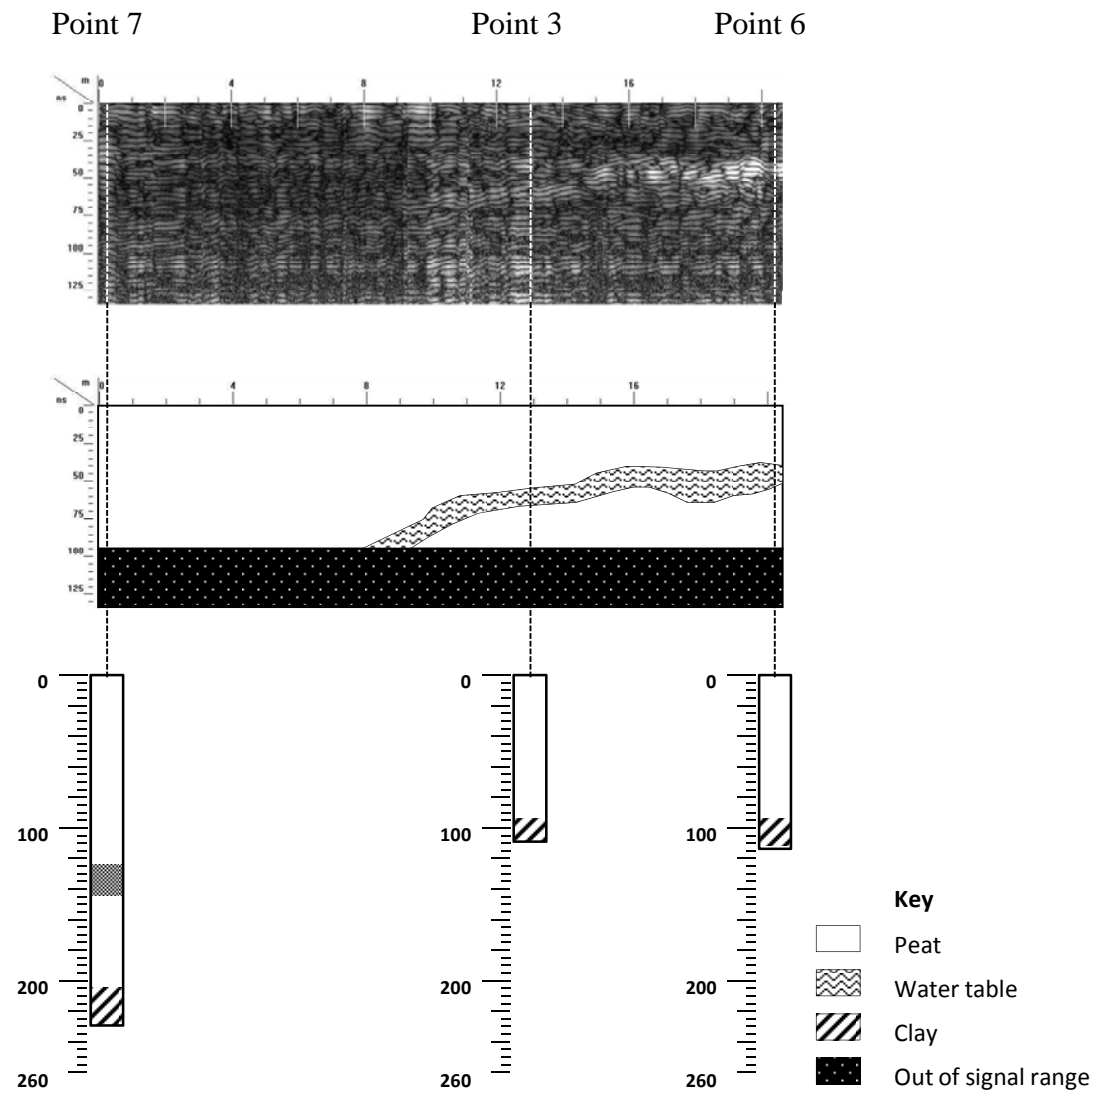 Point 7 Point 3 Point 6
m 0 4 8 12 16
ns 0
25
50
75
100
125
m 0 4 8 12 16
ns 0
25
50
75
100
125
0 0 0
100 100 100
200 200 200
260 260 260
Key
Peat
Water table
Clay
Out of signal range